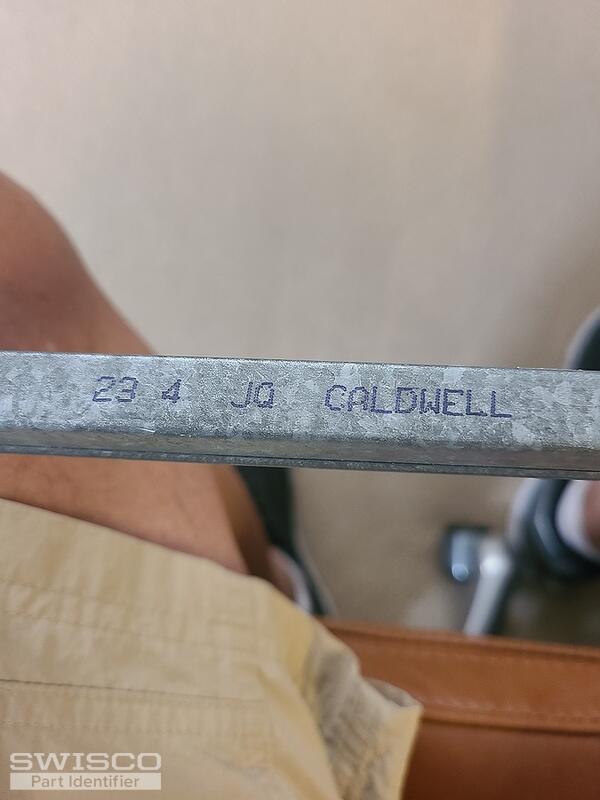 23 4 JQ CALDWELL
SWISCO
Part Identifier